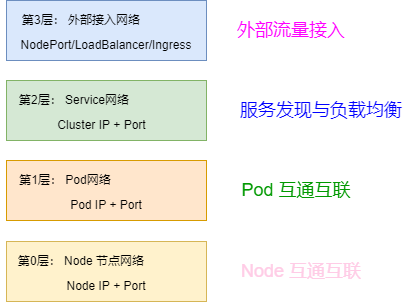 第3层： 外部接入网络
NodePort/LoadBalancer/Ingress
外部流量接入
第2层： Service网络
Cluster IP + Port
服务发现与负载均衡
第1层： Pod网络
Pod IP + Port
Pod 互通互联
第0层： Node 节点网络
Node IP + Port
Node 互通互联